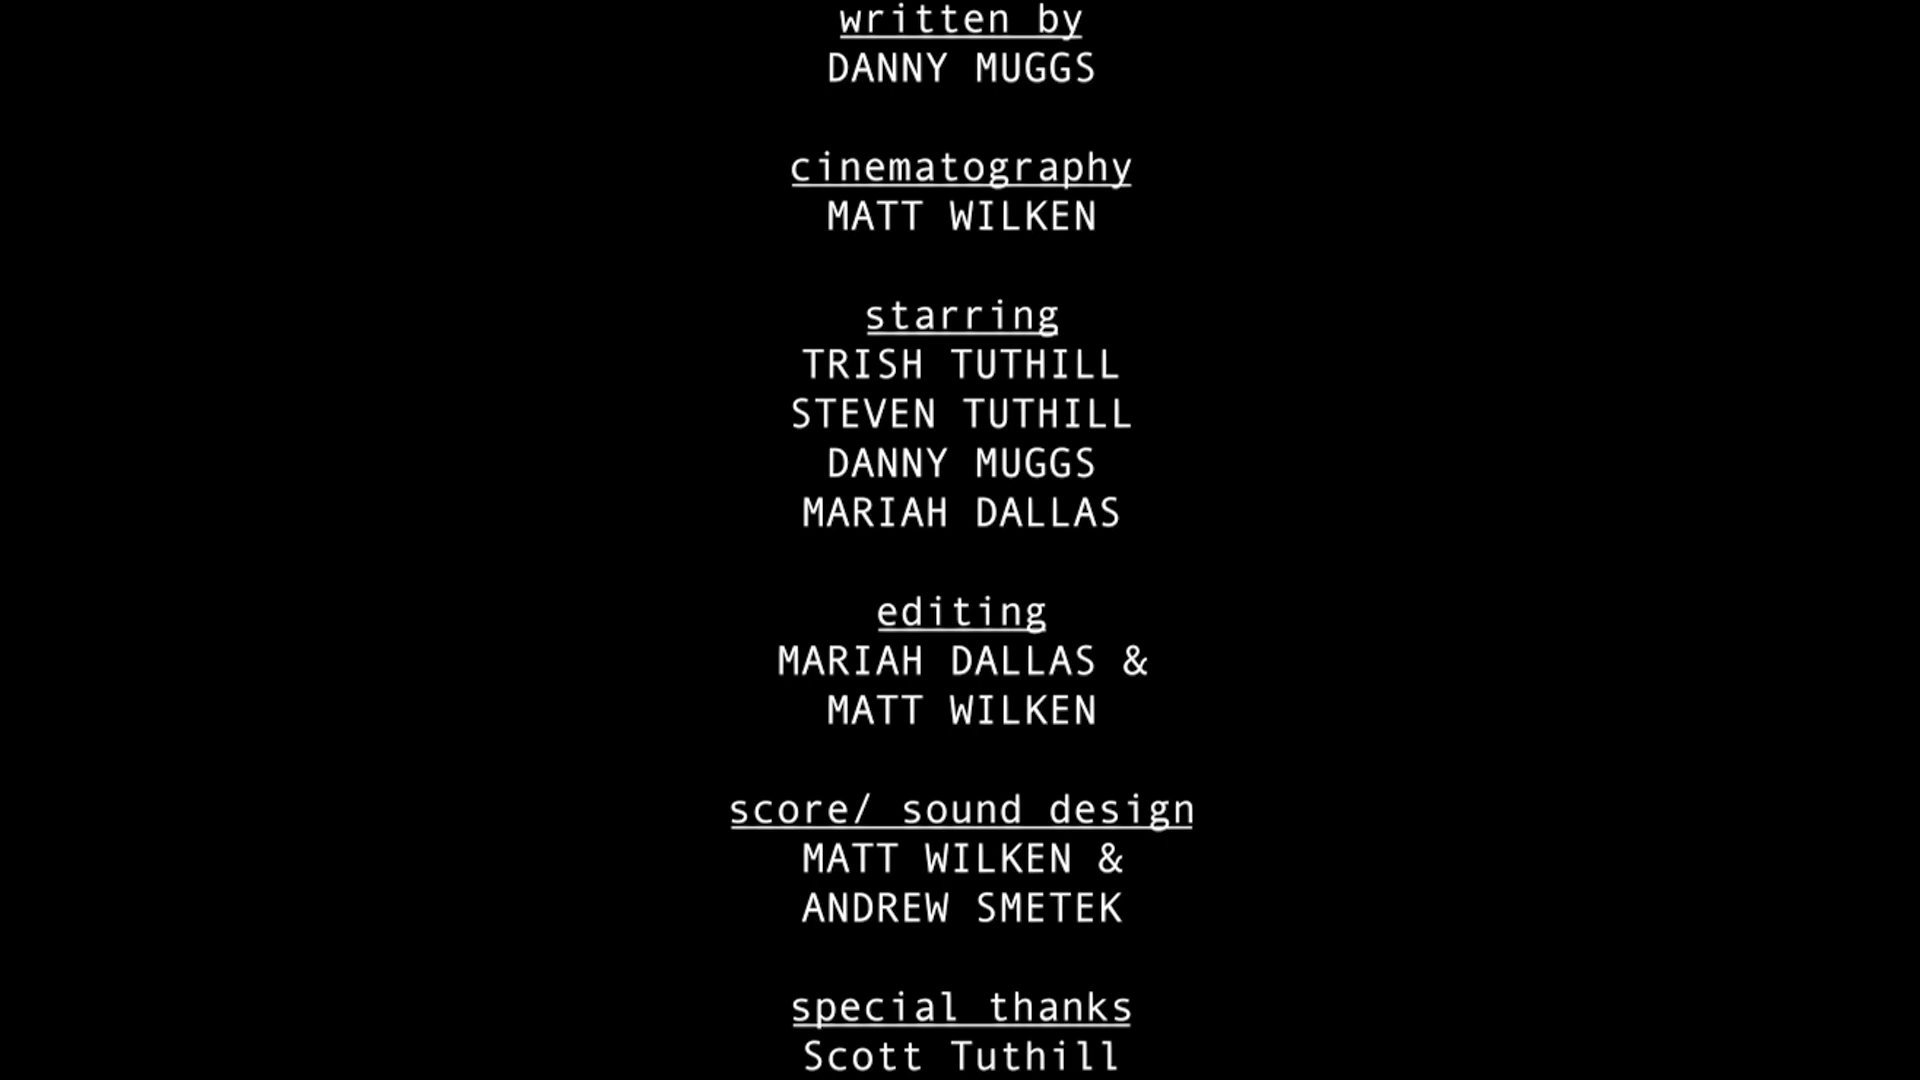 written by
DANNY MUGGS
cinematography
MATT WILKEN
starring
TRISH TUTHILL
STEVEN TUTHILL
DANNY MUGGS
MARIAH DALLAS
editing
MARIAH DALLAS &
MATT WILKEN
score/ sound design
MATT WILKEN &
ANDREW SMETEK
special thanks
Scott Tuthill